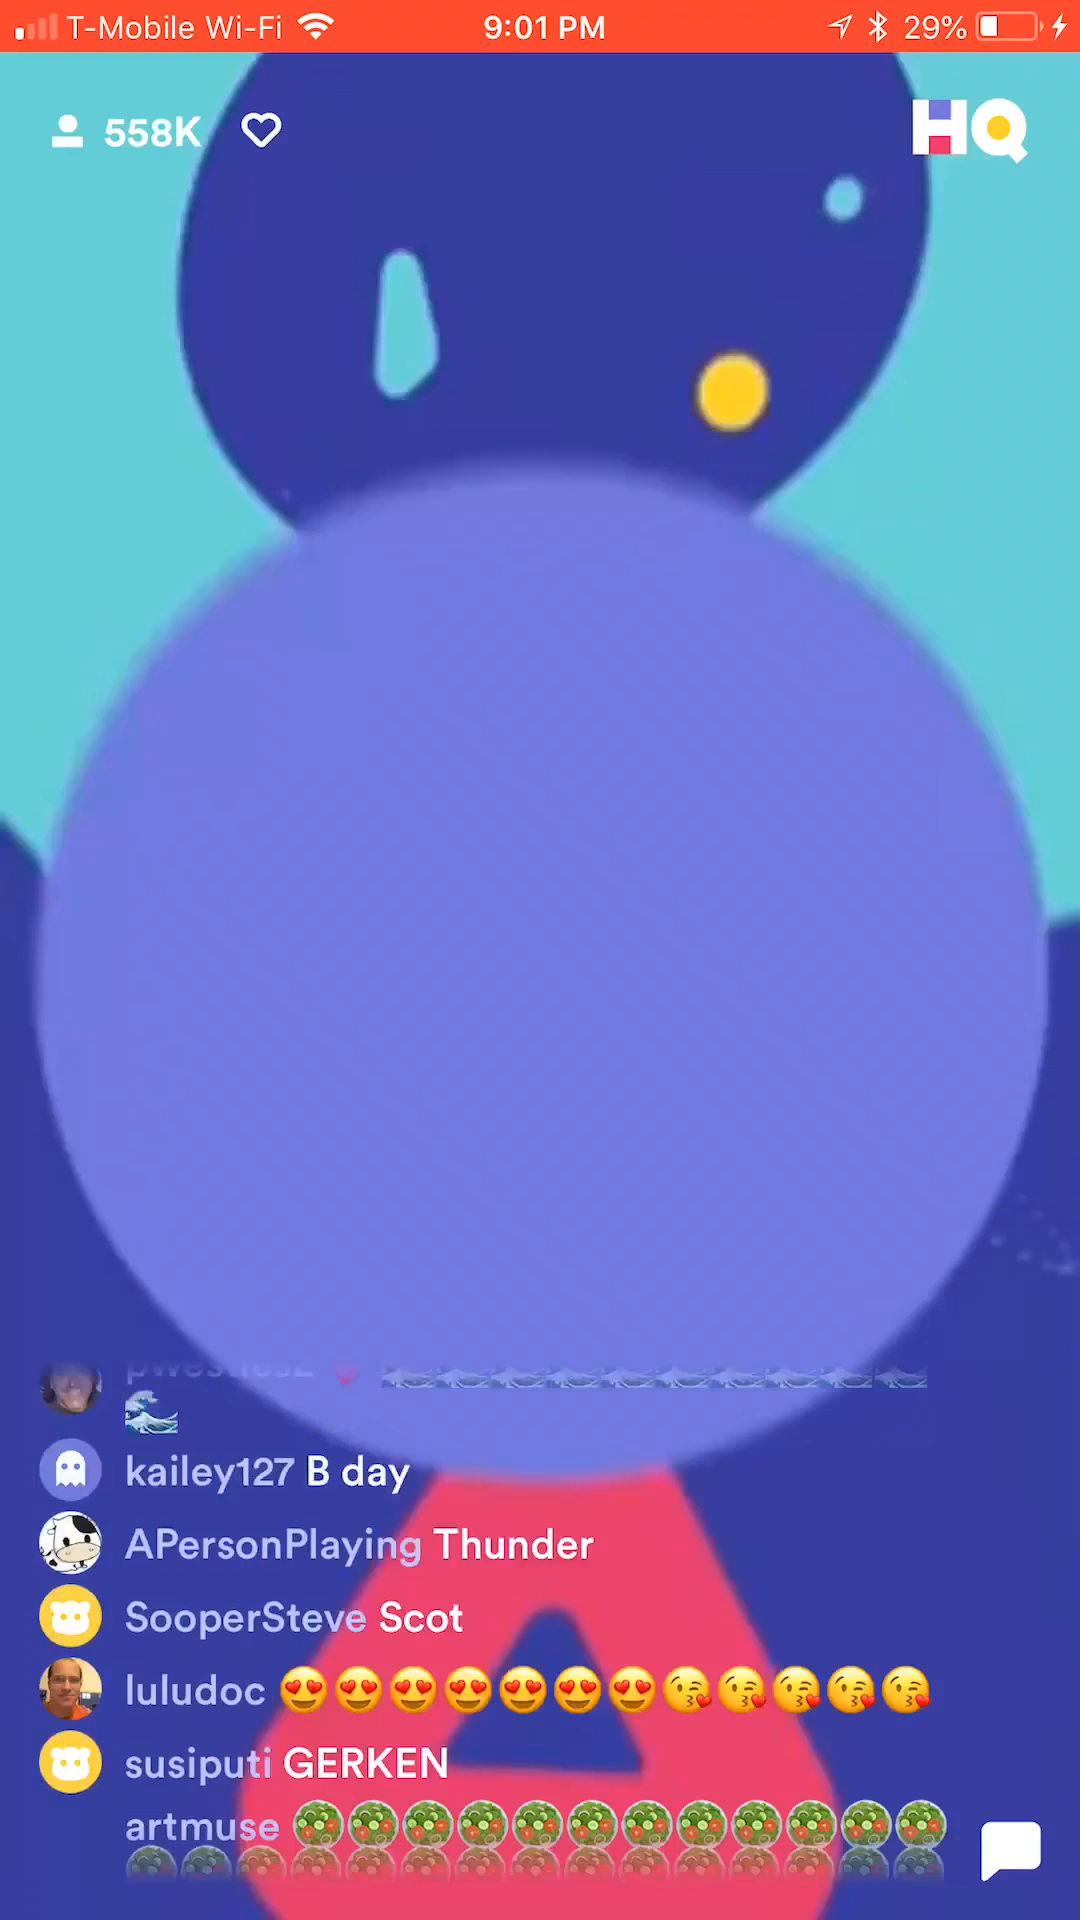 T-Mobile Wi-Fi 9:01 PM 29%
558K HQ
kailey127 B day
APersonPlaying Thunder
SooperSteve Scot
luludoc 😍😍😍😍😍😍😍😘😘😘😘😘
susiputi GERKEN
artmuse 🥗🥗🥗🥗🥗🥗🥗🥗🥗🥗🥗🥗